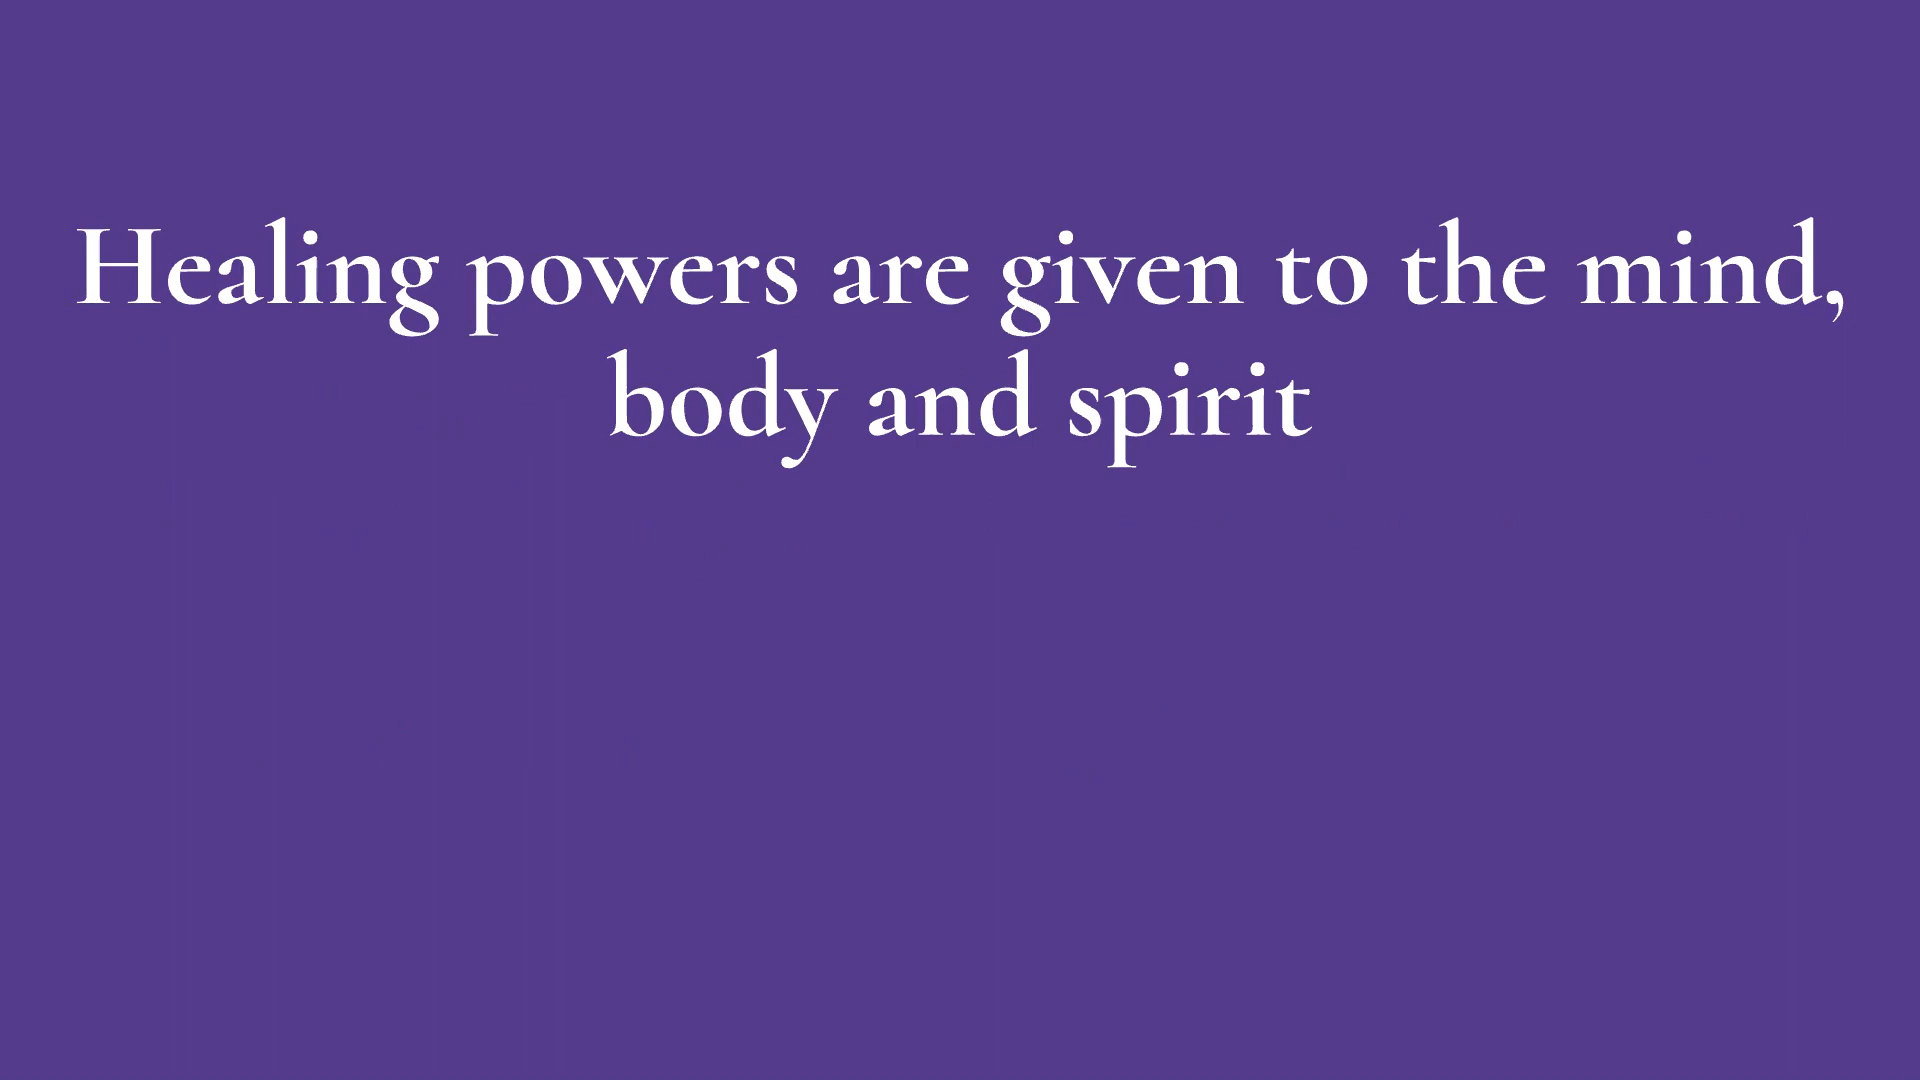 Healing powers are given to the mind,
body and spirit